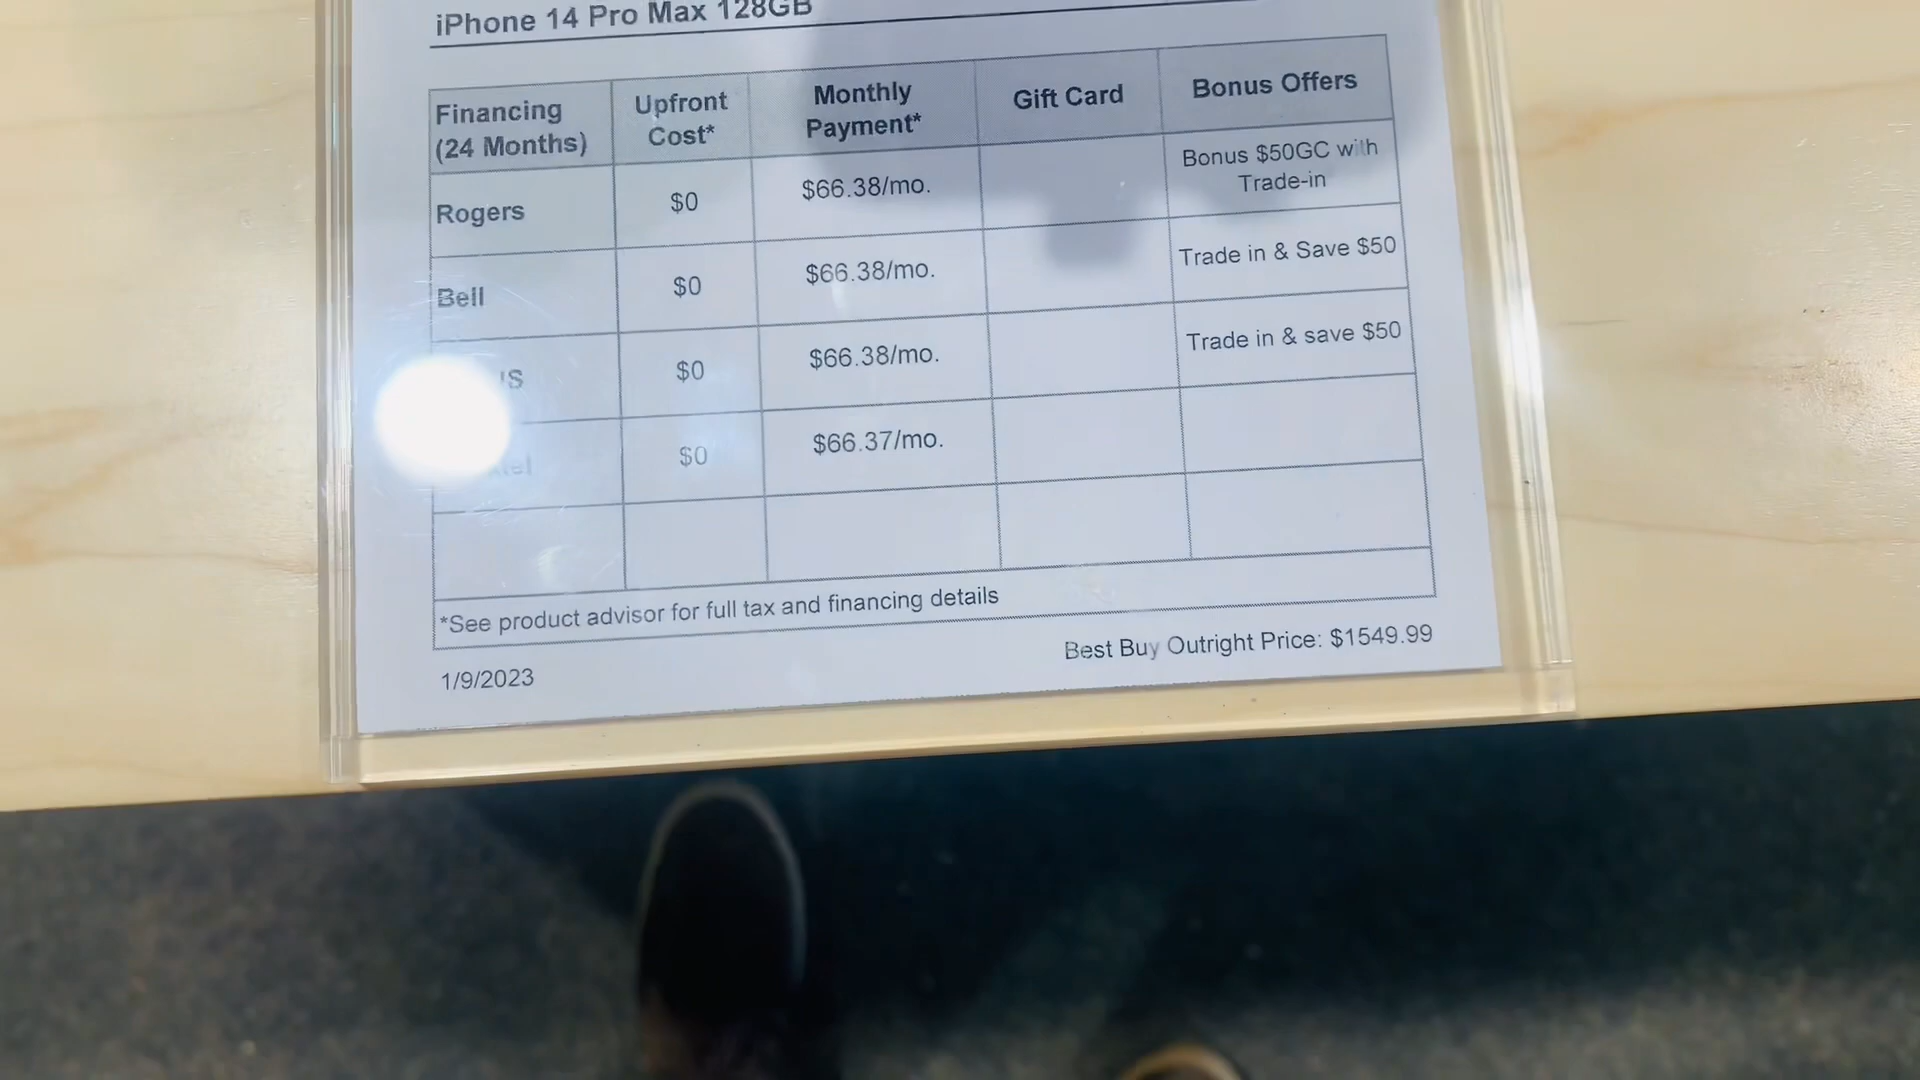 iPhone 14 Pro Max 128GB
Financing (24 Months) Upfront Cost* Monthly Payment* Gift Card Bonus Offers
Rogers $0 $66.38/mo. Bonus $50GC with Trade-in
Bell $0 $66.38/mo. Trade in & Save $50
$0 $66.38/mo. Trade in & save $50
$0 $66.37/mo.
*See product advisor for full tax and financing details
Best Buy Outright Price: $1549.99
1/9/2023